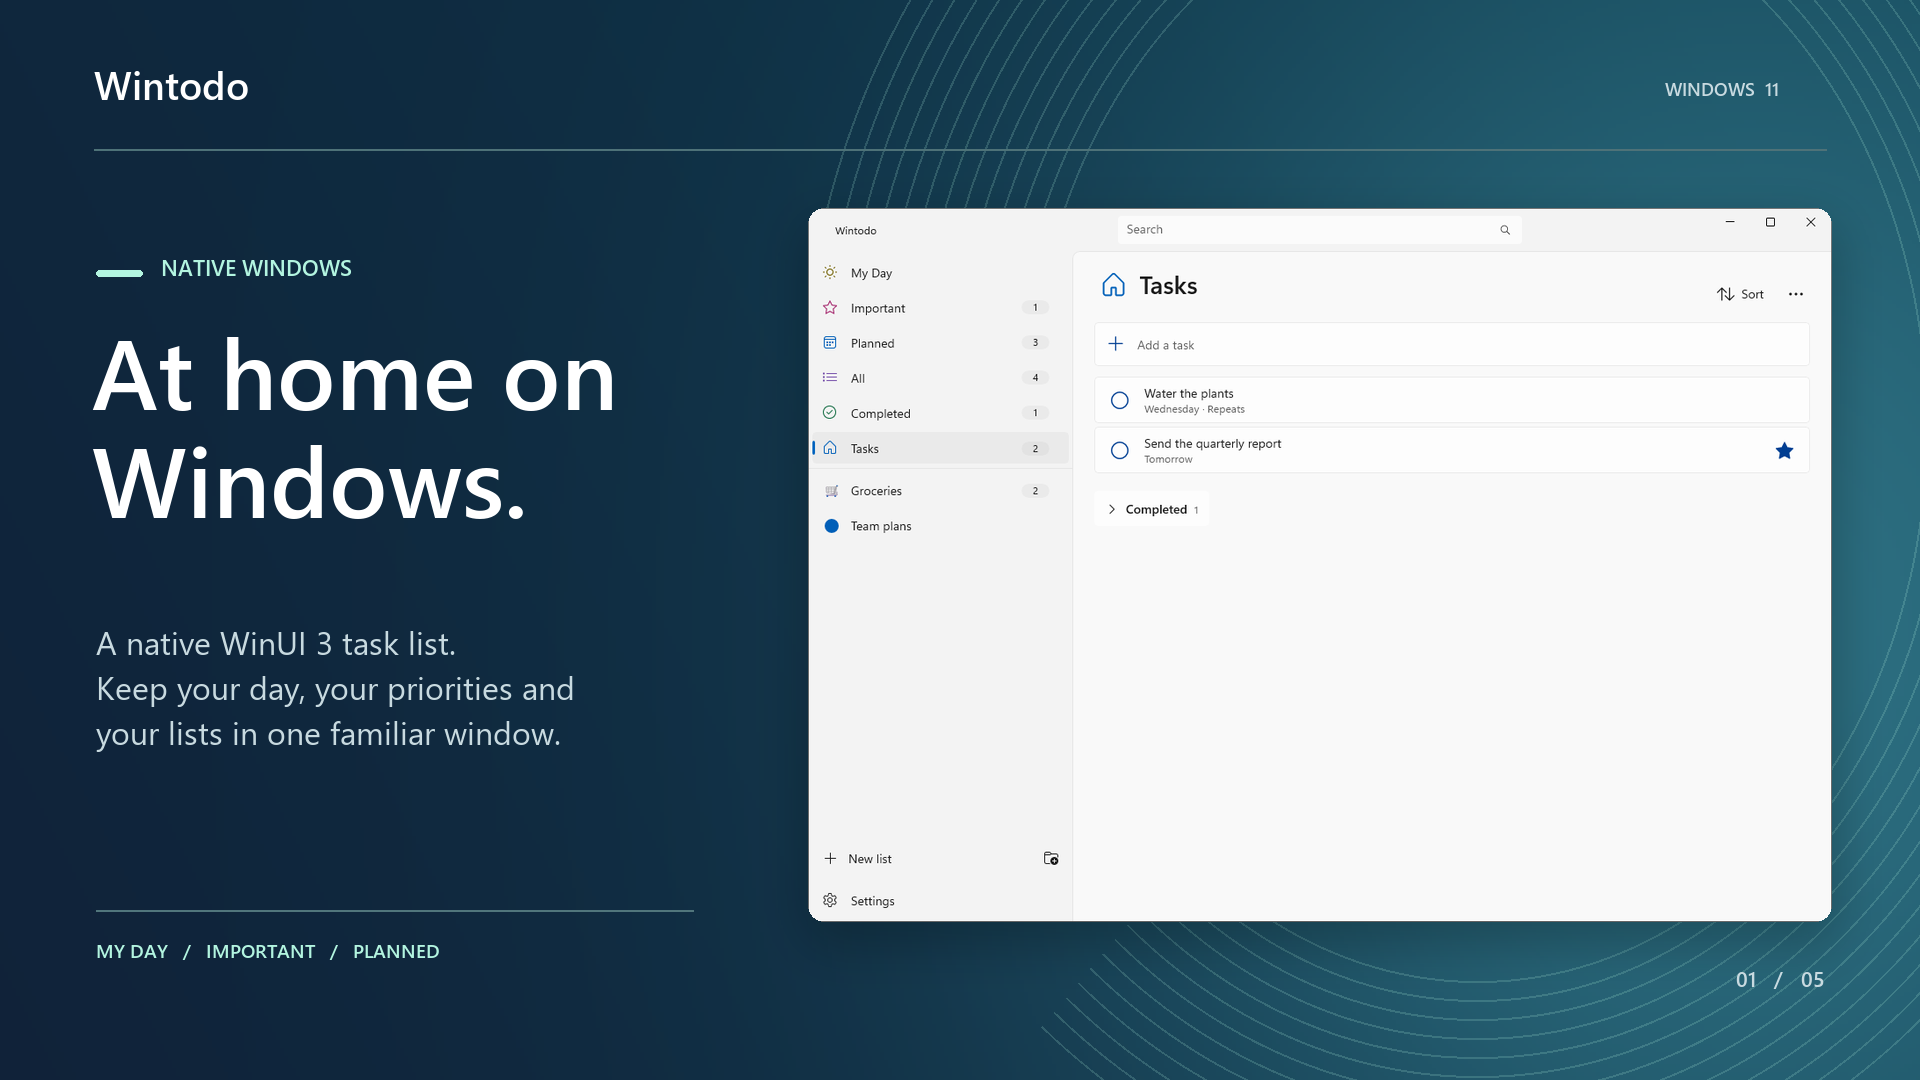 Wintodo
WINDOWS 11
NATIVE WINDOWS
At home on
Windows.
A native WinUI 3 task list.
Keep your day, your priorities and
your lists in one familiar window.
MY DAY / IMPORTANT / PLANNED
Wintodo
Search
My Day
Important 1
Planned 3
All 4
Completed 1
Tasks 2
Groceries 2
Team plans
New list
Settings
Tasks
Sort
Add a task
Water the plants
Wednesday · Repeats
Send the quarterly report
Tomorrow
Completed 1
01 / 05